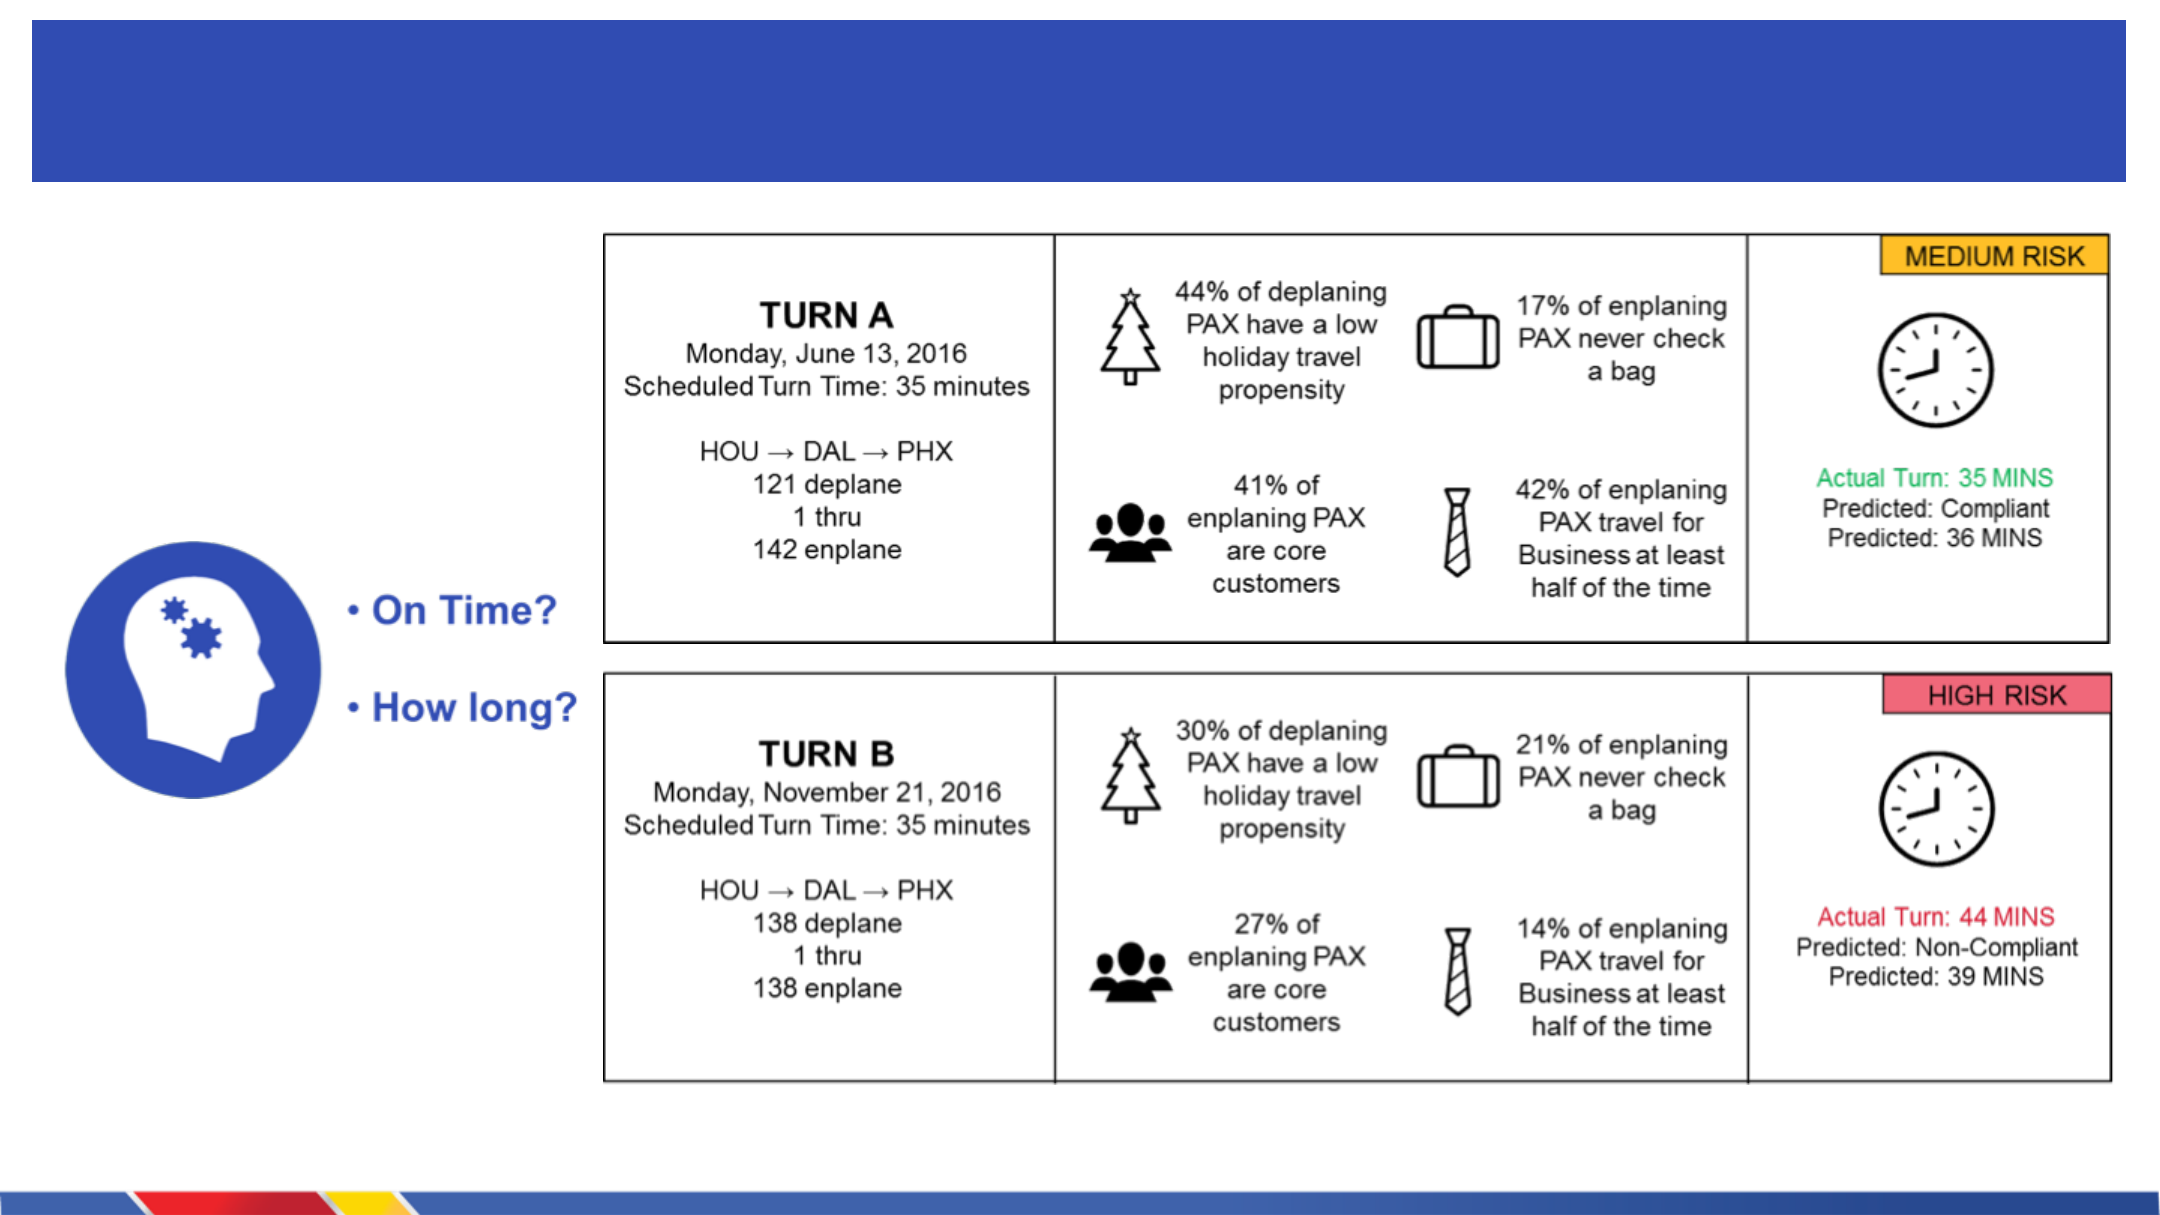 • On Time?
• How long?
TURN A
Monday, June 13, 2016
Scheduled Turn Time: 35 minutes
HOU → DAL → PHX
121 deplane
1 thru
142 enplane
44% of deplaning
PAX have a low
holiday travel
propensity
17% of enplaning
PAX never check
a bag
41% of
enplaning PAX
are core
customers
42% of enplaning
PAX travel for
Business at least
half of the time
MEDIUM RISK
Actual Turn: 35 MINS
Predicted: Compliant
Predicted: 36 MINS
TURN B
Monday, November 21, 2016
Scheduled Turn Time: 35 minutes
HOU → DAL → PHX
138 deplane
1 thru
138 enplane
30% of deplaning
PAX have a low
holiday travel
propensity
21% of enplaning
PAX never check
a bag
27% of
enplaning PAX
are core
customers
14% of enplaning
PAX travel for
Business at least
half of the time
HIGH RISK
Actual Turn: 44 MINS
Predicted: Non-Compliant
Predicted: 39 MINS